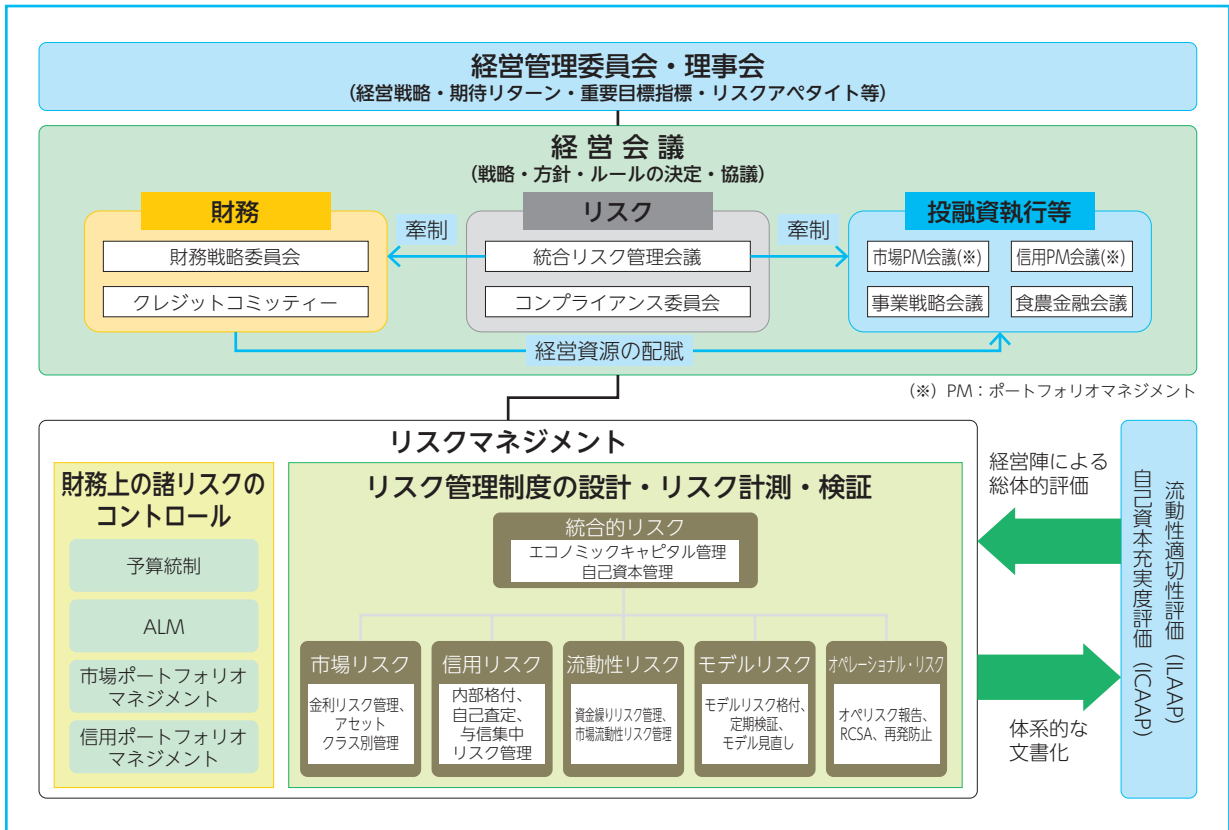 経営管理委員会・理事会
（経営戦略・期待リターン・重要目標指標・リスクアペタイト等）
経 営 会 議
（戦略・方針・ルールの決定・協議）
財務
財務戦略委員会
クレジットコミッティー
牽制
リスク
統合リスク管理会議
コンプライアンス委員会
牽制
投融資執行等
市場PM会議(※)
信用PM会議(※)
事業戦略会議
食農金融会議
経営資源の配賦
（※）PM：ポートフォリオマネジメント
リスクマネジメント
財務上の諸リスクの
コントロール
予算統制
ALM
市場ポートフォリオ
マネジメント
信用ポートフォリオ
マネジメント
リスク管理制度の設計・リスク計測・検証
統合的リスク
エコノミックキャピタル管理
自己資本管理
市場リスク
金利リスク管理、
アセット
クラス別管理
信用リスク
内部格付、
自己査定、
与信集中
リスク管理
流動性リスク
資金繰りリスク管理、
市場流動性リスク管理
モデルリスク
モデルリスク格付、
定期検証、
モデル見直し
オペレーショナル・リスク
オペリスク報告、
RCSA、再発防止
経営陣による
総体的評価
体系的な
文書化
流動性適切性評価（ILAAP）
自己資本充実度評価（ICAAP）